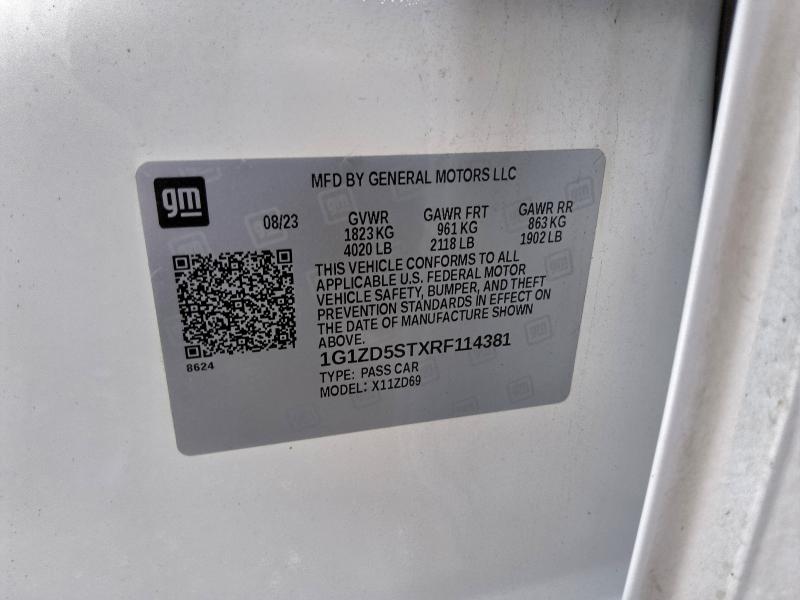 gm
MFD BY GENERAL MOTORS LLC
08/23 GVWR GAWR FRT GAWR RR
1823 KG 961 KG 863 KG
4020 LB 2118 LB 1902 LB
THIS VEHICLE CONFORMS TO ALL
APPLICABLE U.S. FEDERAL MOTOR
VEHICLE SAFETY, BUMPER, AND THEFT
PREVENTION STANDARDS IN EFFECT ON
THE DATE OF MANUFACTURE SHOWN
ABOVE.
8624
1G1ZD5STXRF114381
TYPE: PASS CAR
MODEL: X11ZD69